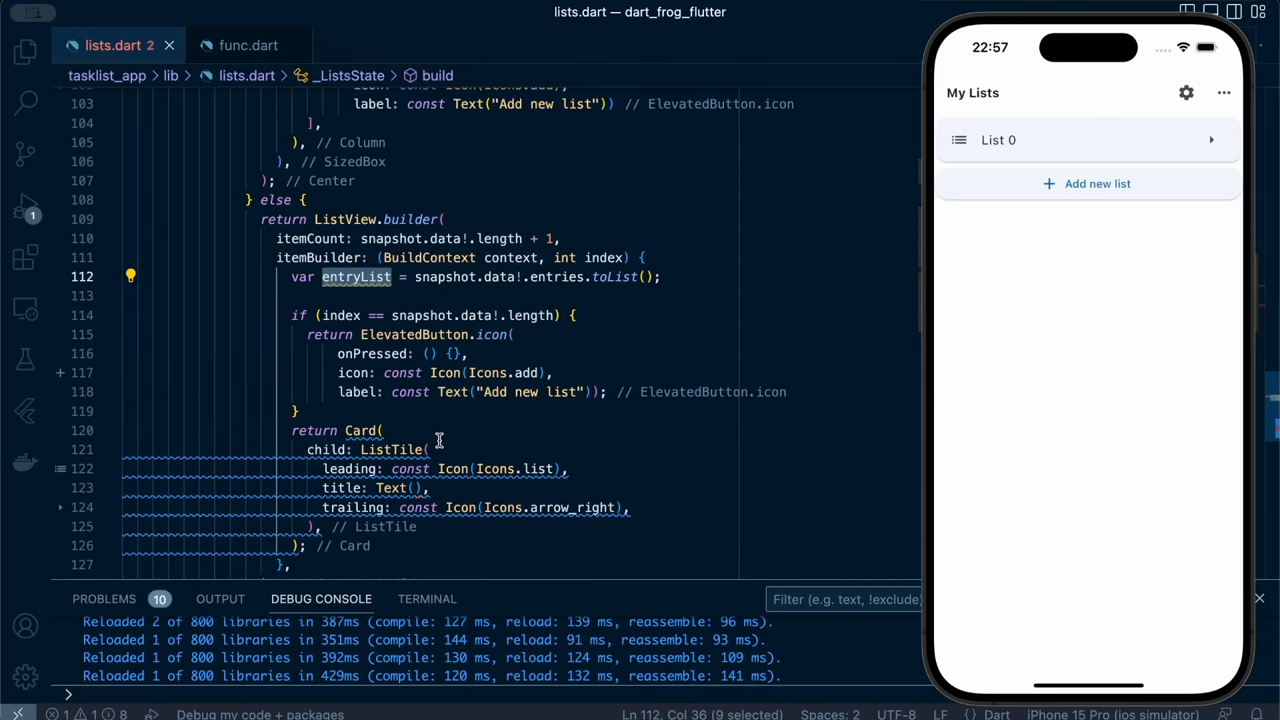 lists.dart — dart_frog_flutter
lists.dart 2
func.dart
tasklist_app > lib > lists.dart > _ListsState > build
103 label: const Text("Add new list")) // ElevatedButton.icon
104 ],
105 ), // Column
106 ), // SizedBox
107 ); // Center
108 } else {
109 return ListView.builder(
110 itemCount: snapshot.data!.length + 1,
111 itemBuilder: (BuildContext context, int index) {
112 var entryList = snapshot.data!.entries.toList();
113
114 if (index == snapshot.data!.length) {
115 return ElevatedButton.icon(
116 onPressed: () {},
117 icon: const Icon(Icons.add),
118 label: const Text("Add new list")); // ElevatedButton.icon
119 }
120 return Card(
121 child: ListTile(
122 leading: const Icon(Icons.list),
123 title: Text(),
124 trailing: const Icon(Icons.arrow_right),
125 ), // ListTile
126 ); // Card
127 },
1
PROBLEMS 10 OUTPUT DEBUG CONSOLE TERMINAL
Filter (e.g. text, !exclude)
Reloaded 2 of 800 libraries in 387ms (compile: 127 ms, reload: 139 ms, reassemble: 96 ms).
Reloaded 1 of 800 libraries in 351ms (compile: 144 ms, reload: 91 ms, reassemble: 93 ms).
Reloaded 1 of 800 libraries in 392ms (compile: 130 ms, reload: 124 ms, reassemble: 109 ms).
Reloaded 1 of 800 libraries in 429ms (compile: 120 ms, reload: 132 ms, reassemble: 141 ms).
1 1 8 Debug my code + packages
Ln 112, Col 36 (9 selected) Spaces: 2 UTF-8 LF {} Dart iPhone 15 Pro (ios simulator)
22:57
My Lists
List 0
+ Add new list